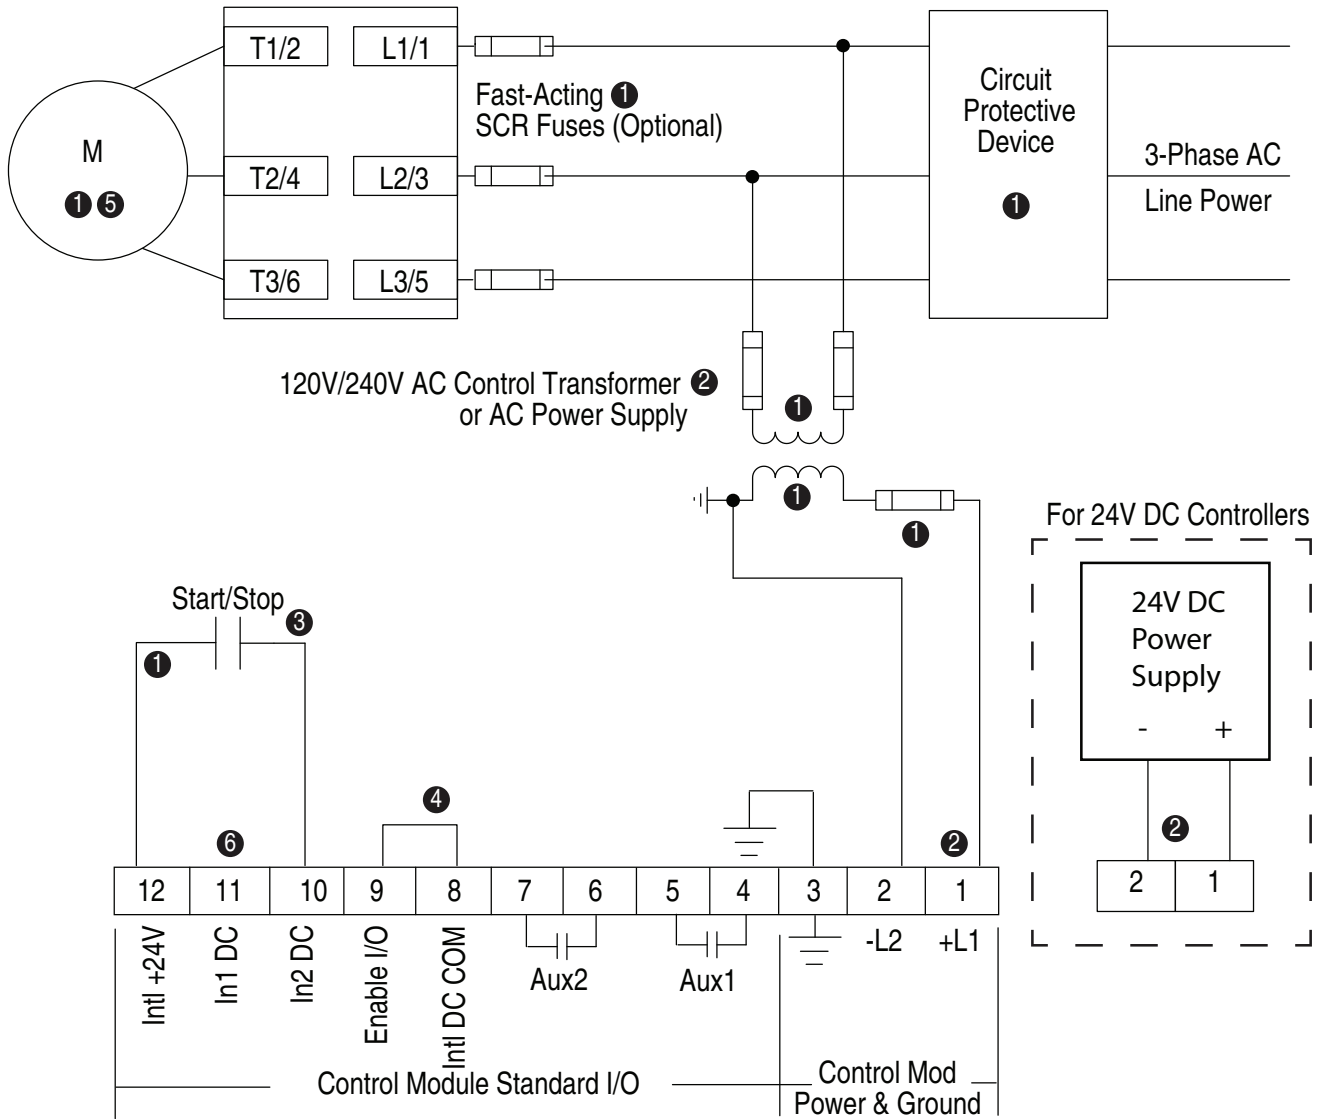 T1/2
L1/1
Fast-Acting ❶
SCR Fuses (Optional)
Circuit
Protective
Device
❶
M
❶❺
T2/4
L2/3
3-Phase AC
Line Power
T3/6
L3/5
120V/240V AC Control Transformer ❷
or AC Power Supply
❶
❶
❶
For 24V DC Controllers
24V DC
Power
Supply
- +
❷
2 1
Start/Stop
❸
❶
❹
❻
❷
12 11 10 9 8 7 6 5 4 3 2 1
Intl +24V
In1 DC
In2 DC
Enable I/O
Intl DC COM
Aux2
Aux1
-L2
+L1
Control Module Standard I/O
Control Mod
Power & Ground